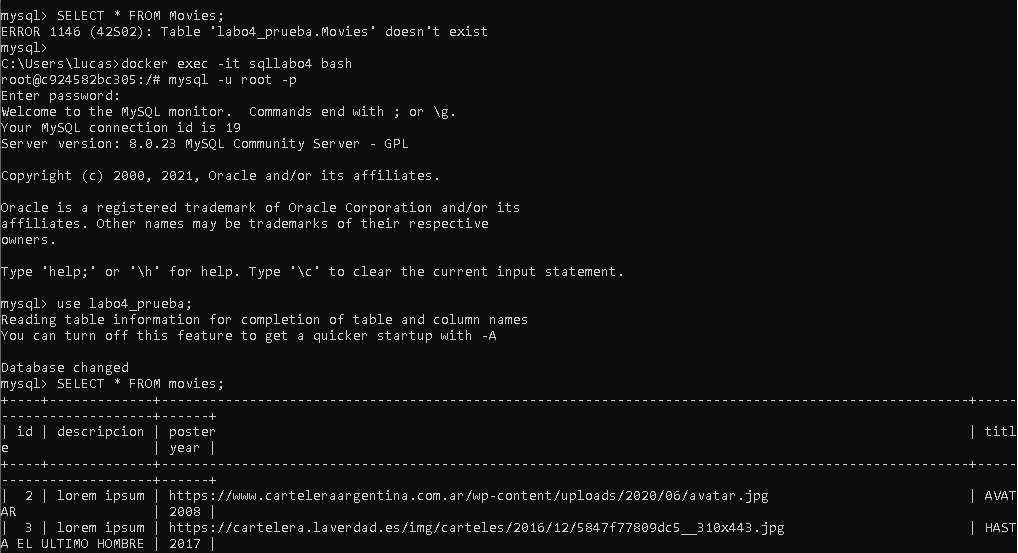 mysql> SELECT * FROM Movies;
ERROR 1146 (42S02): Table 'labo4_prueba.Movies' doesn't exist
mysql>
C:\Users\lucas>docker exec -it sqllabo4 bash
root@c924582bc305:/# mysql -u root -p
Enter password:
Welcome to the MySQL monitor.  Commands end with ; or \g.
Your MySQL connection id is 19
Server version: 8.0.23 MySQL Community Server - GPL

Copyright (c) 2000, 2021, Oracle and/or its affiliates.

Oracle is a registered trademark of Oracle Corporation and/or its
affiliates. Other names may be trademarks of their respective
owners.

Type 'help;' or '\h' for help. Type '\c' to clear the current input statement.

mysql> use labo4_prueba;
Reading table information for completion of table and column names
You can turn off this feature to get a quicker startup with -A

Database changed
mysql> SELECT * FROM movies;
+----+-------------+------------------------------------------------------------------------------------------------------+-----
-------------------+------+
| id | descripcion | poster                                                                                               | titl
e                  | year |
+----+-------------+------------------------------------------------------------------------------------------------------+-----
-------------------+------+
|  2 | lorem ipsum | https://www.carteleraargentina.com.ar/wp-content/uploads/2020/06/avatar.jpg                          | AVAT
AR                 | 2008 |
|  3 | lorem ipsum | https://cartelera.laverdad.es/img/carteles/2016/12/5847f77809dc5__310x443.jpg                        | HAST
A EL ULTIMO HOMBRE | 2017 |